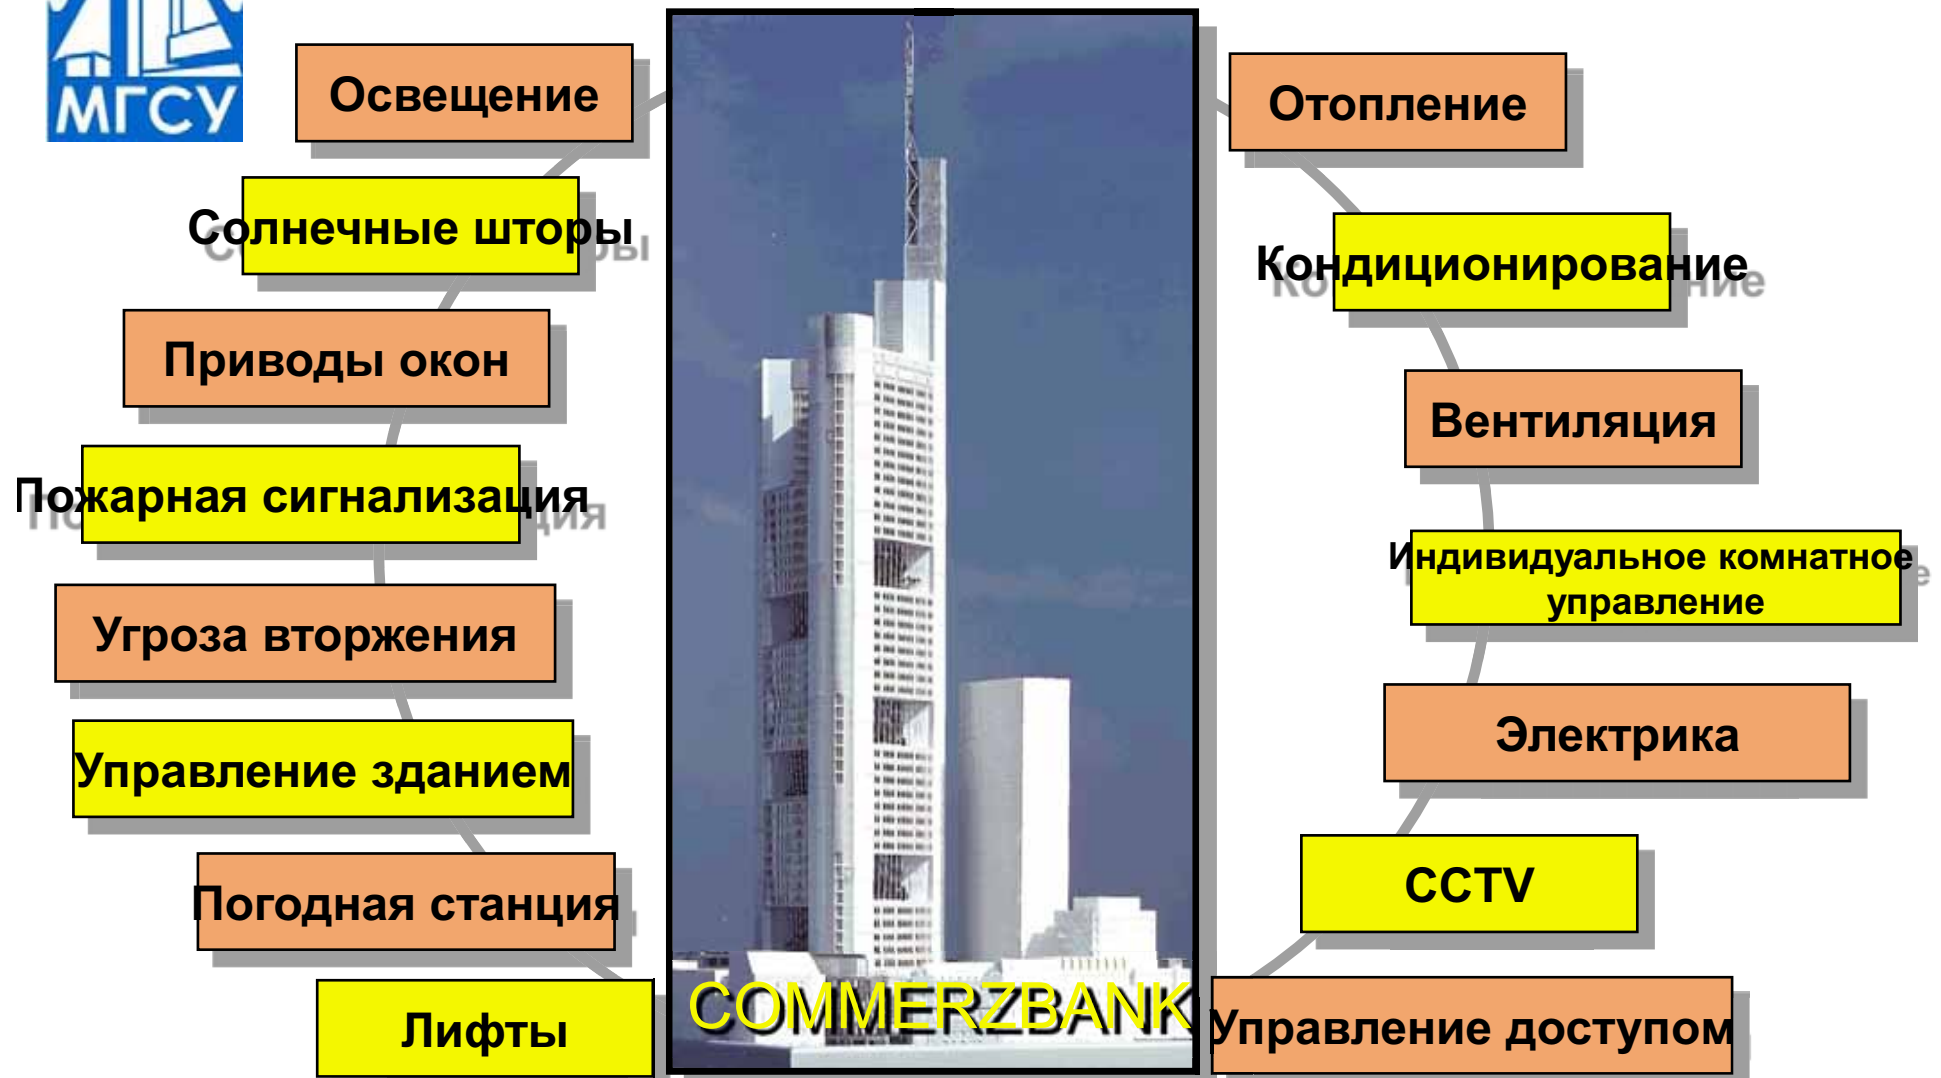 МГСУ
Освещение
Солнечные шторы
Приводы окон
Пожарная сигнализация
Угроза вторжения
Управление зданием
Погодная станция
Лифты
COMMERZBANK
Отопление
Кондиционирование
Вентиляция
Индивидуальное комнатное
управление
Электрика
CCTV
Управление доступом